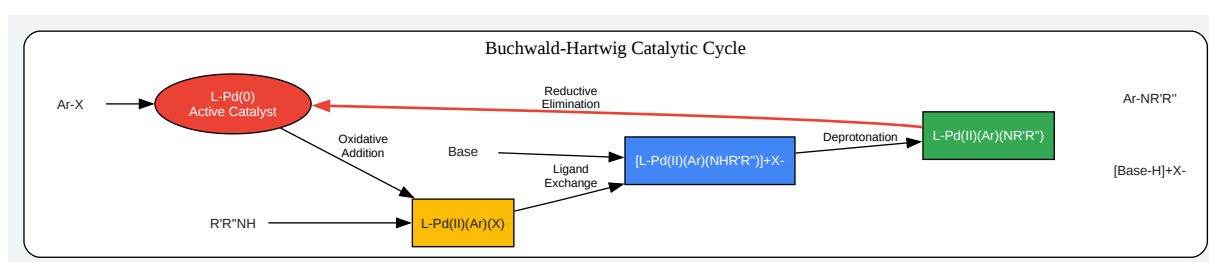 Buchwald-Hartwig Catalytic Cycle
Ar-X
L-Pd(0)
Active Catalyst
Reductive
Elimination
Ar-NR'R"
Oxidative
Addition
Base
[L-Pd(II)(Ar)(NHR'R")]+X-
Deprotonation
L-Pd(II)(Ar)(NR'R")
Ligand
Exchange
[Base-H]+X-
R'R"NH
L-Pd(II)(Ar)(X)